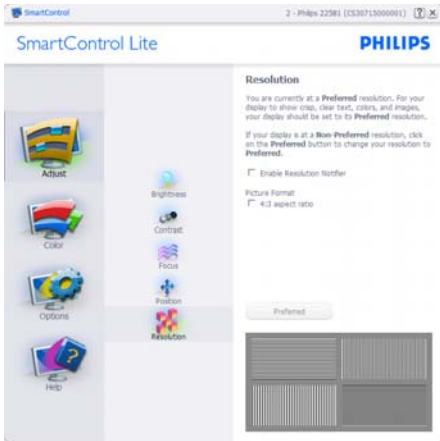 SmartControl
2 - Philips 225B1 (CS30715000001)
SmartControl Lite
PHILIPS
Adjust
Color
Options
Help
Brightness
Contrast
Focus
Position
Resolution
Resolution
You are currently at a Preferred resolution. For your
display to show crisp, clear text, colors, and images,
your display should be set to its Preferred resolution.
If your display is at a Non-Preferred resolution, click
on the Preferred button to change your resolution to
Preferred.
Enable Resolution Notifier
Picture Format
4:3 aspect ratio
Preferred